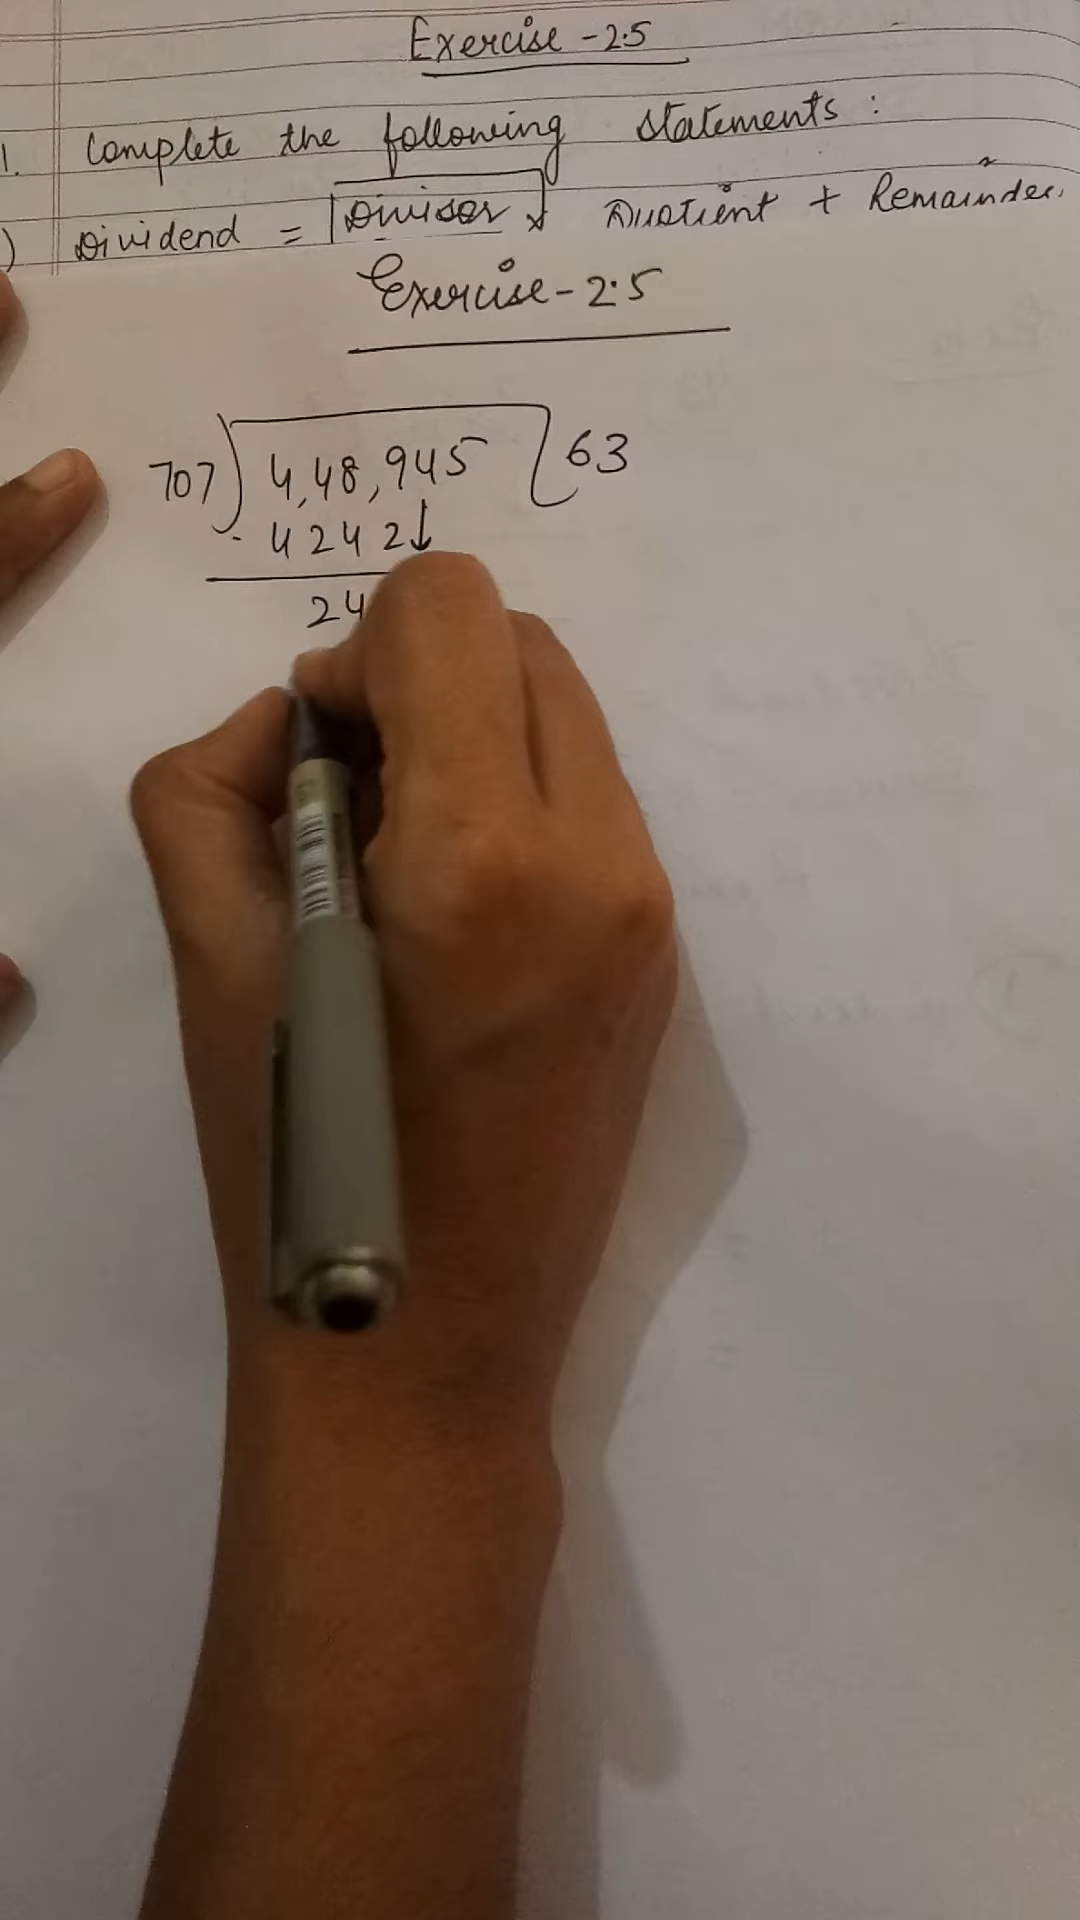 Exercise - 2.5
1. Complete the following statements :
) Dividend = Divisor x Quotient + Remainder.
Exercise - 2.5
707) 4,48,945 [63
- 4242↓
24